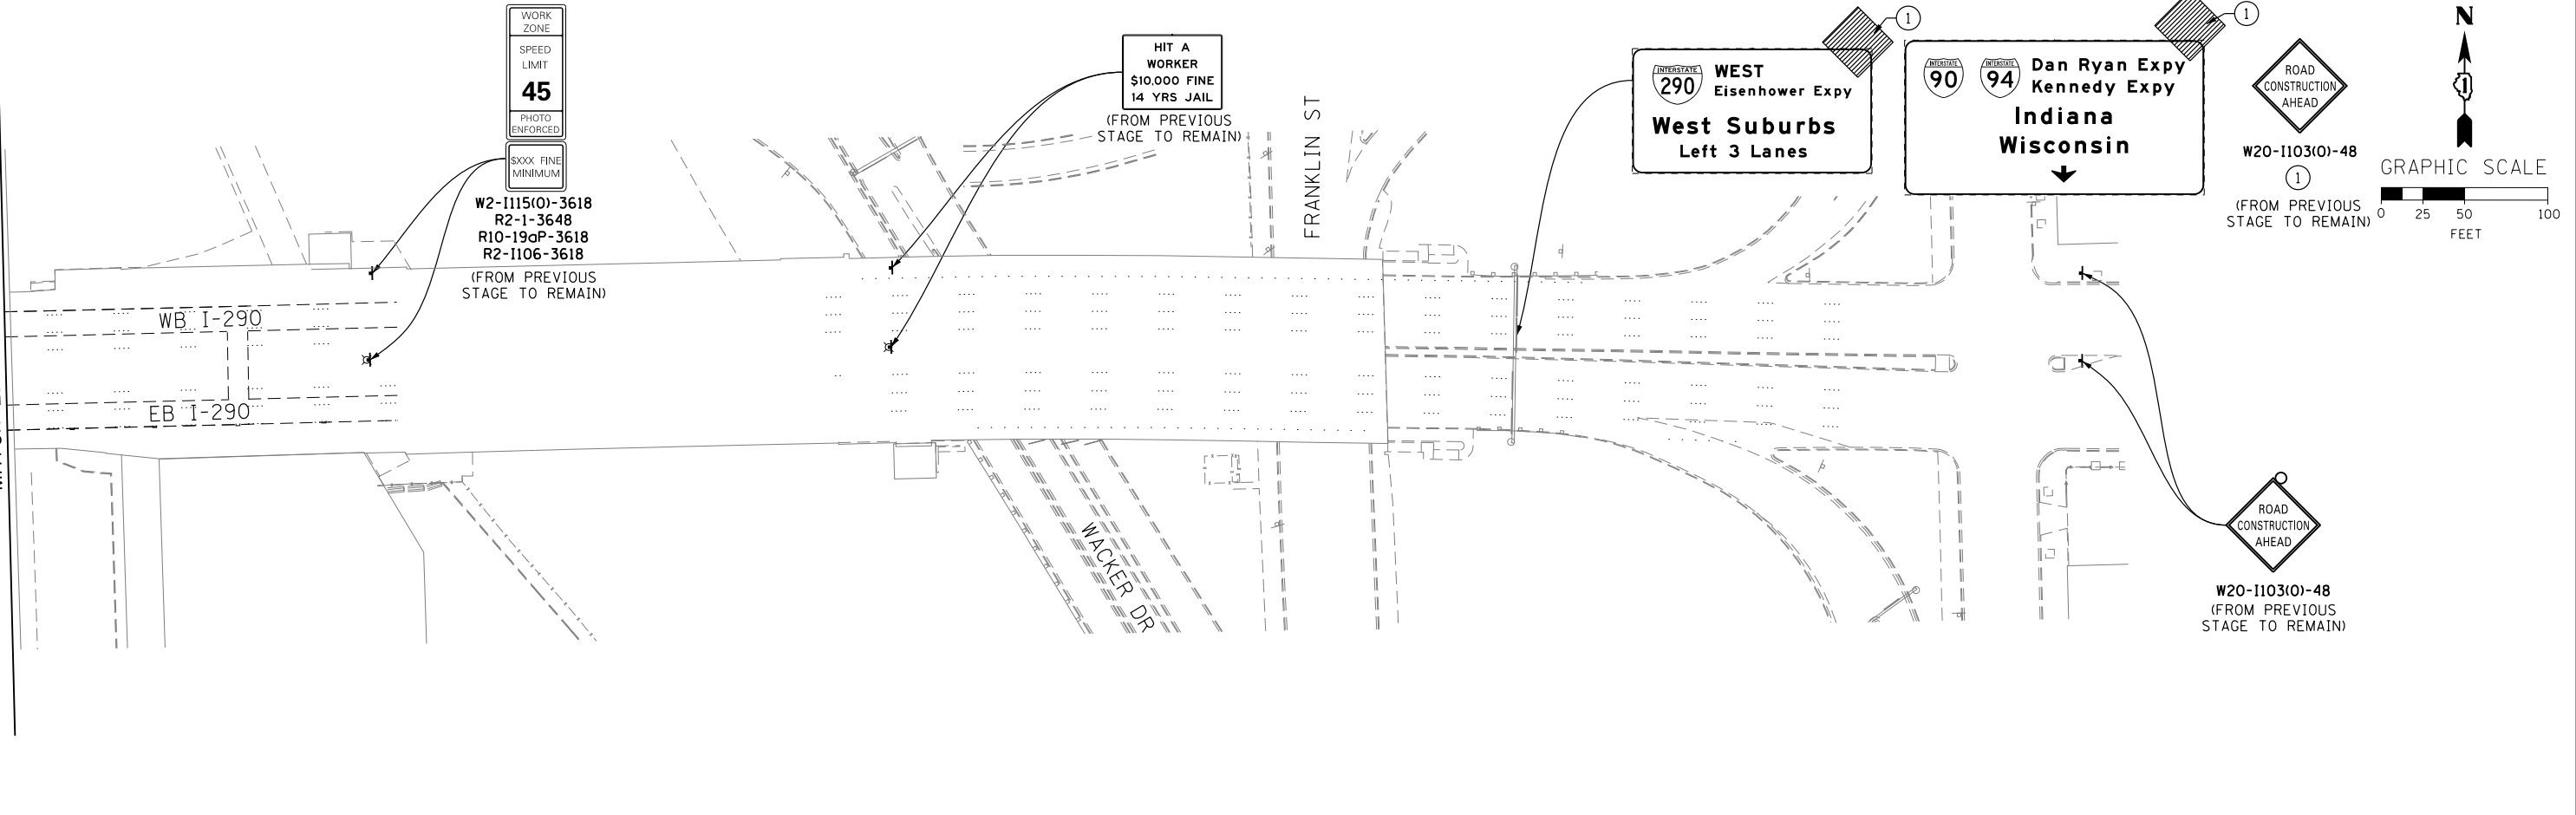 WORK
ZONE
SPEED
LIMIT
45
PHOTO
ENFORCED
$XXX FINE
MINIMUM
W2-I115(O)-3618
R2-1-3648
R10-19aP-3618
R2-I106-3618
(FROM PREVIOUS
STAGE TO REMAIN)
HIT A
WORKER
$10,000 FINE
14 YRS JAIL
(FROM PREVIOUS
STAGE TO REMAIN)
FRANKLIN ST
INTERSTATE
290
WEST
Eisenhower Expy
West Suburbs
Left 3 Lanes
1
INTERSTATE
90
INTERSTATE
94
Dan Ryan Expy
Kennedy Expy
Indiana
Wisconsin
1
ROAD
CONSTRUCTION
AHEAD
W20-I103(O)-48
1
(FROM PREVIOUS
STAGE TO REMAIN)
N
1
GRAPHIC SCALE
0 25 50 100
FEET
WB I-290
EB I-290
WACKER DR
ROAD
CONSTRUCTION
AHEAD
W20-I103(O)-48
(FROM PREVIOUS
STAGE TO REMAIN)